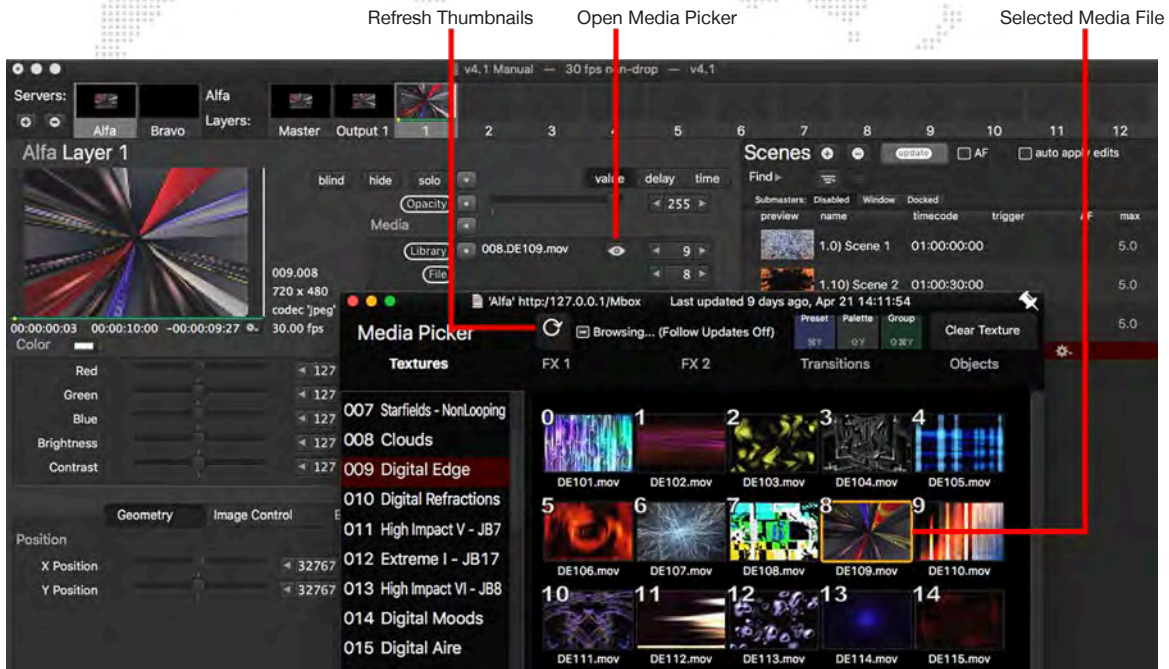 Refresh Thumbnails Open Media Picker Selected Media File
v4.1 Manual — 30 fps non-drop — v4.1
Servers: Alfa
Layers:
Alfa Bravo Master Output 1 1 2 3 4 5 6 7 8 9 10 11 12
Alfa Layer 1
blind hide solo value delay time
Opacity 255
Media
Library 008.DE109.mov 9
File 8
009.008
720 x 480
codec 'jpeg'
30.00 fps
00:00:00:03 00:00:10:00 -00:00:09:27
Scenes update AF auto apply edits
Find
Submasters: Disabled Window Docked
preview name timecode trigger AF max
1.0) Scene 1 01:00:00:00 5.0
1.10) Scene 2 01:00:30:00 5.0
5.0
Color
Red 127
Green 127
Blue 127
Brightness 127
Contrast 127
Geometry Image Control
Position
X Position 32767
Y Position 32767
'Alfa' http:/127.0.0.1/Mbox Last updated 9 days ago, Apr 21 14:11:54
Media Picker Browsing... (Follow Updates Off) Preset Palette Group Clear Texture
⌘Y ⇧Y ⇧⌘Y
Textures FX 1 FX 2 Transitions Objects
007 Starfields - NonLooping
008 Clouds
009 Digital Edge
010 Digital Refractions
011 High Impact V - JB7
012 Extreme I - JB17
013 High Impact VI - JB8
014 Digital Moods
015 Digital Aire
0 1 2 3 4
DE101.mov DE102.mov DE103.mov DE104.mov DE105.mov
5 6 7 8 9
DE106.mov DE107.mov DE108.mov DE109.mov DE110.mov
10 11 12 13 14
DE111.mov DE112.mov DE113.mov DE114.mov DE115.mov